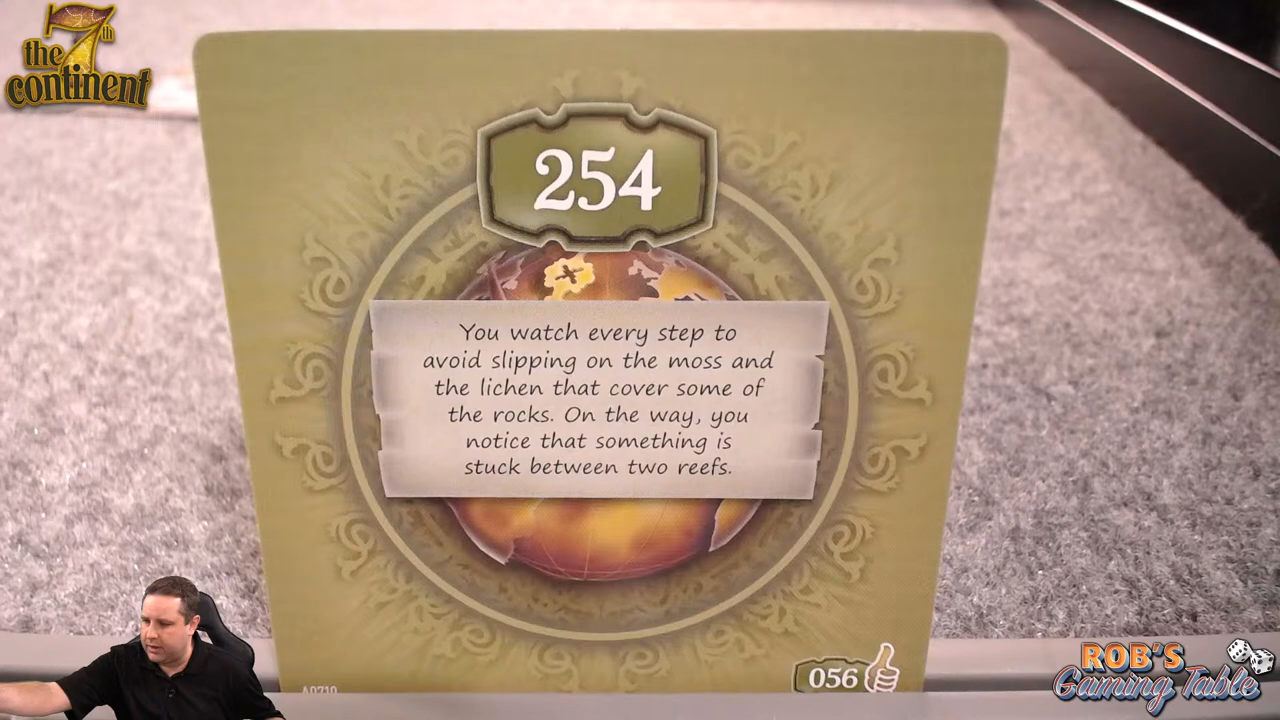 the 7th
continent
254
You watch every step to
avoid slipping on the moss and
the lichen that cover some of
the rocks. On the way, you
notice that something is
stuck between two reefs.
056
ROB'S
Gaming Table